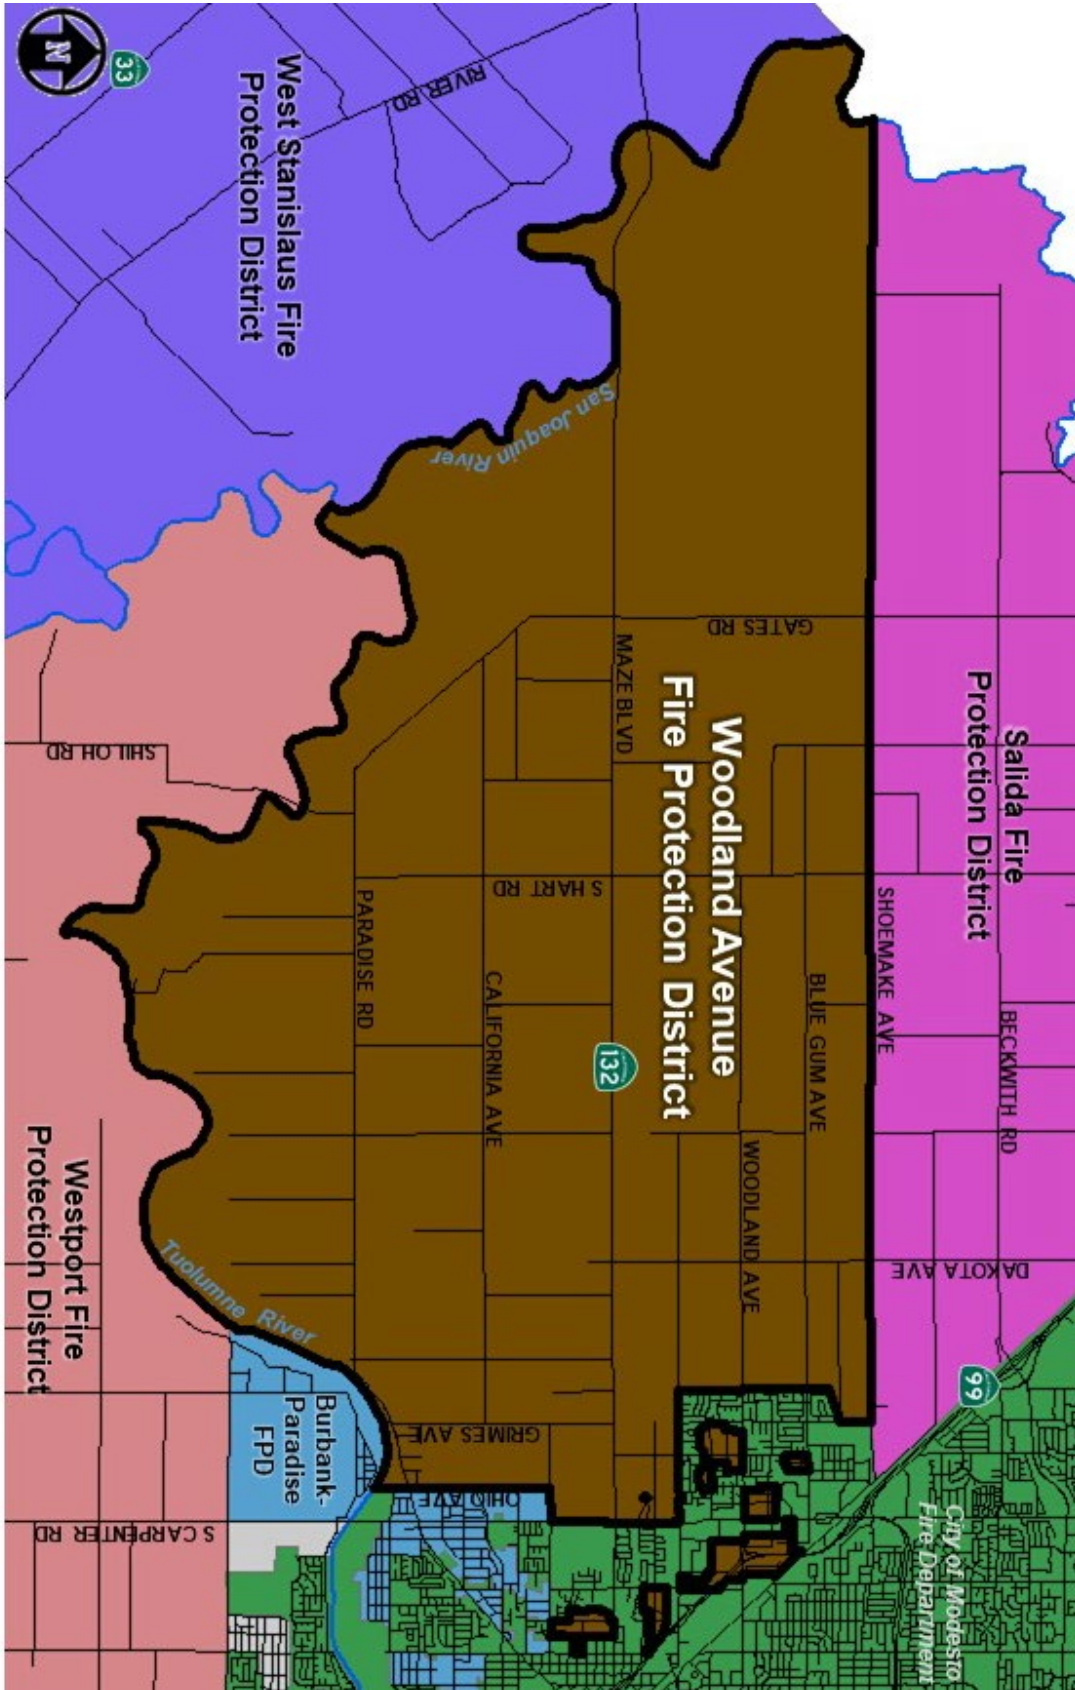 N
33
RIVER RD
West Stanislaus Fire
Protection District
San Joaquin River
GATES RD
MAZE BLVD
Woodland Avenue
Fire Protection District
Salida Fire
Protection District
SHILOH RD
S HART RD
PARADISE RD
CALIFORNIA AVE
132
BLUE GUM AVE
SHOEMAKE AVE
BECKWITH RD
WOODLAND AVE
DAKOTA AVE
99
Westport Fire
Protection District
Tuolumne River
Burbank-
Paradise
FPD
GRIMES AVE
OHIO AVE
S CARPENTER RD
City of Modesto
Fire Department